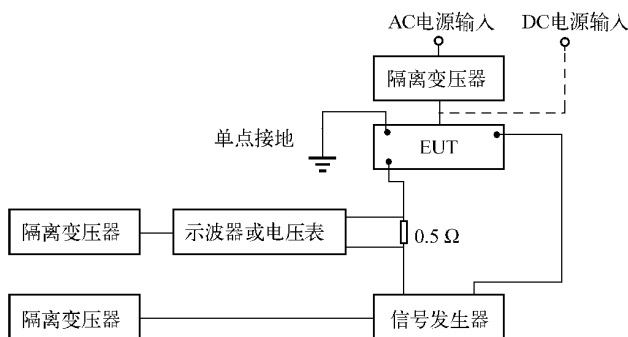 AC电源输入
DC电源输入
隔离变压器
单点接地
EUT
隔离变压器
示波器或电压表
0.5 Ω
隔离变压器
信号发生器